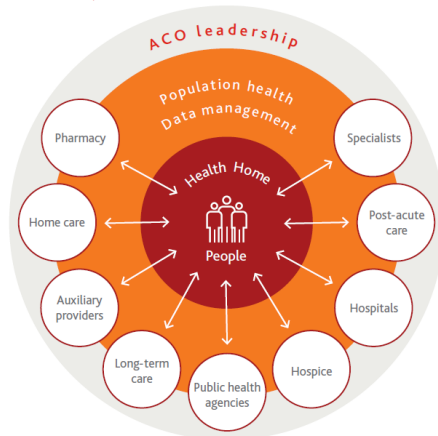 ACO leadership
Population health
Data management
Health Home
People
Pharmacy
Specialists
Home care
Post-acute
care
Auxiliary
providers
Hospitals
Long-term
care
Public health
agencies
Hospice